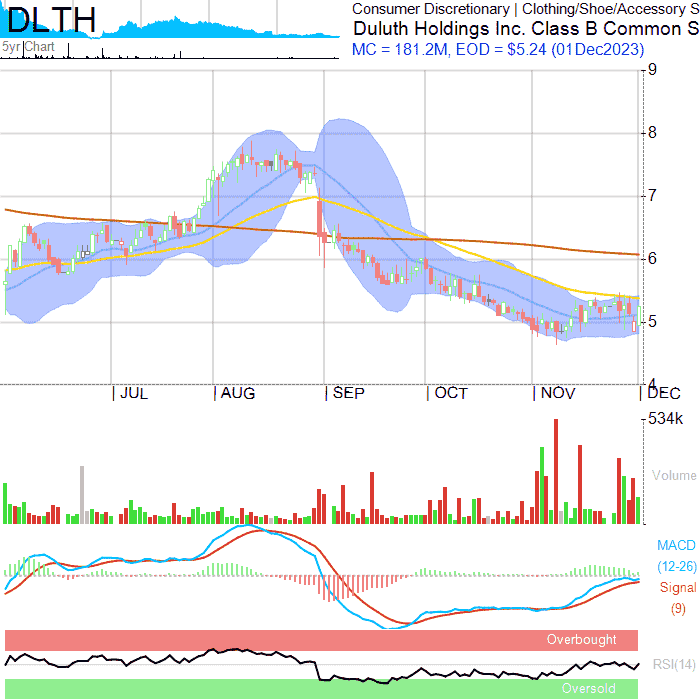 DLTH
Consumer Discretionary | Clothing/Shoe/Accessory S
Duluth Holdings Inc. Class B Common S
MC = 181.2M, EOD = $5.24 (01Dec2023)
5yr Chart
9
8
7
6
5
4
JUL AUG SEP OCT NOV DEC
534k
Volume
MACD
(12-26)
Signal
(9)
Overbought
RSI(14)
Oversold